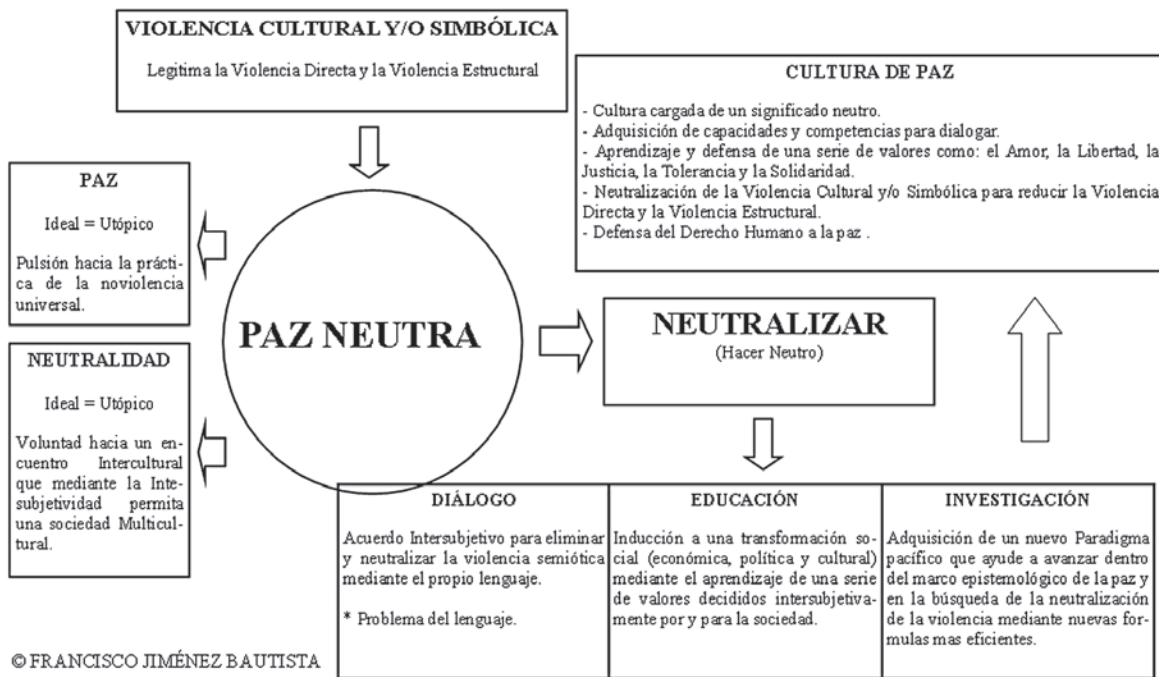 VIOLENCIA CULTURAL Y/O SIMBÓLICA
Legitima la Violencia Directa y la Violencia Estructural
CULTURA DE PAZ
- Cultura cargada de un significado neutro.
- Adquisición de capacidades y competencias para dialogar.
- Aprendizaje y defensa de una serie de valores como: el Amor, la Libertad, la
Justicia, la Tolerancia y la Solidaridad.
- Neutralización de la Violencia Cultural y/o Simbólica para reducir la Violencia
Directa y la Violencia Estructural.
- Defensa del Derecho Humano a la paz .
PAZ
Ideal = Utópico
Pulsión hacia la prácti-
ca de la noviolencia
universal.
NEUTRALIDAD
Ideal = Utópico
Voluntad hacia un en-
cuentro Intercultural
que mediante la Inte-
subjetividad permita
una sociedad Multicul-
tural.
PAZ NEUTRA
NEUTRALIZAR
(Hacer Neutro)
DIÁLOGO
Acuerdo Intersubjetivo para eliminar
y neutralizar la violencia semiótica
mediante el propio lenguaje.
* Problema del lenguaje.
EDUCACIÓN
Inducción a una transformación so-
cial (económica, política y cultural)
mediante el aprendizaje de una serie
de valores decididos intersubjetiva-
mente por y para la sociedad.
INVESTIGACIÓN
Adquisición de un nuevo Paradigma
pacífico que ayude a avanzar dentro
del marco epistemológico de la paz y
en la búsqueda de la neutralización
de la violencia mediante nuevas for-
mulas mas eficientes.
© FRANCISCO JIMÉNEZ BAUTISTA